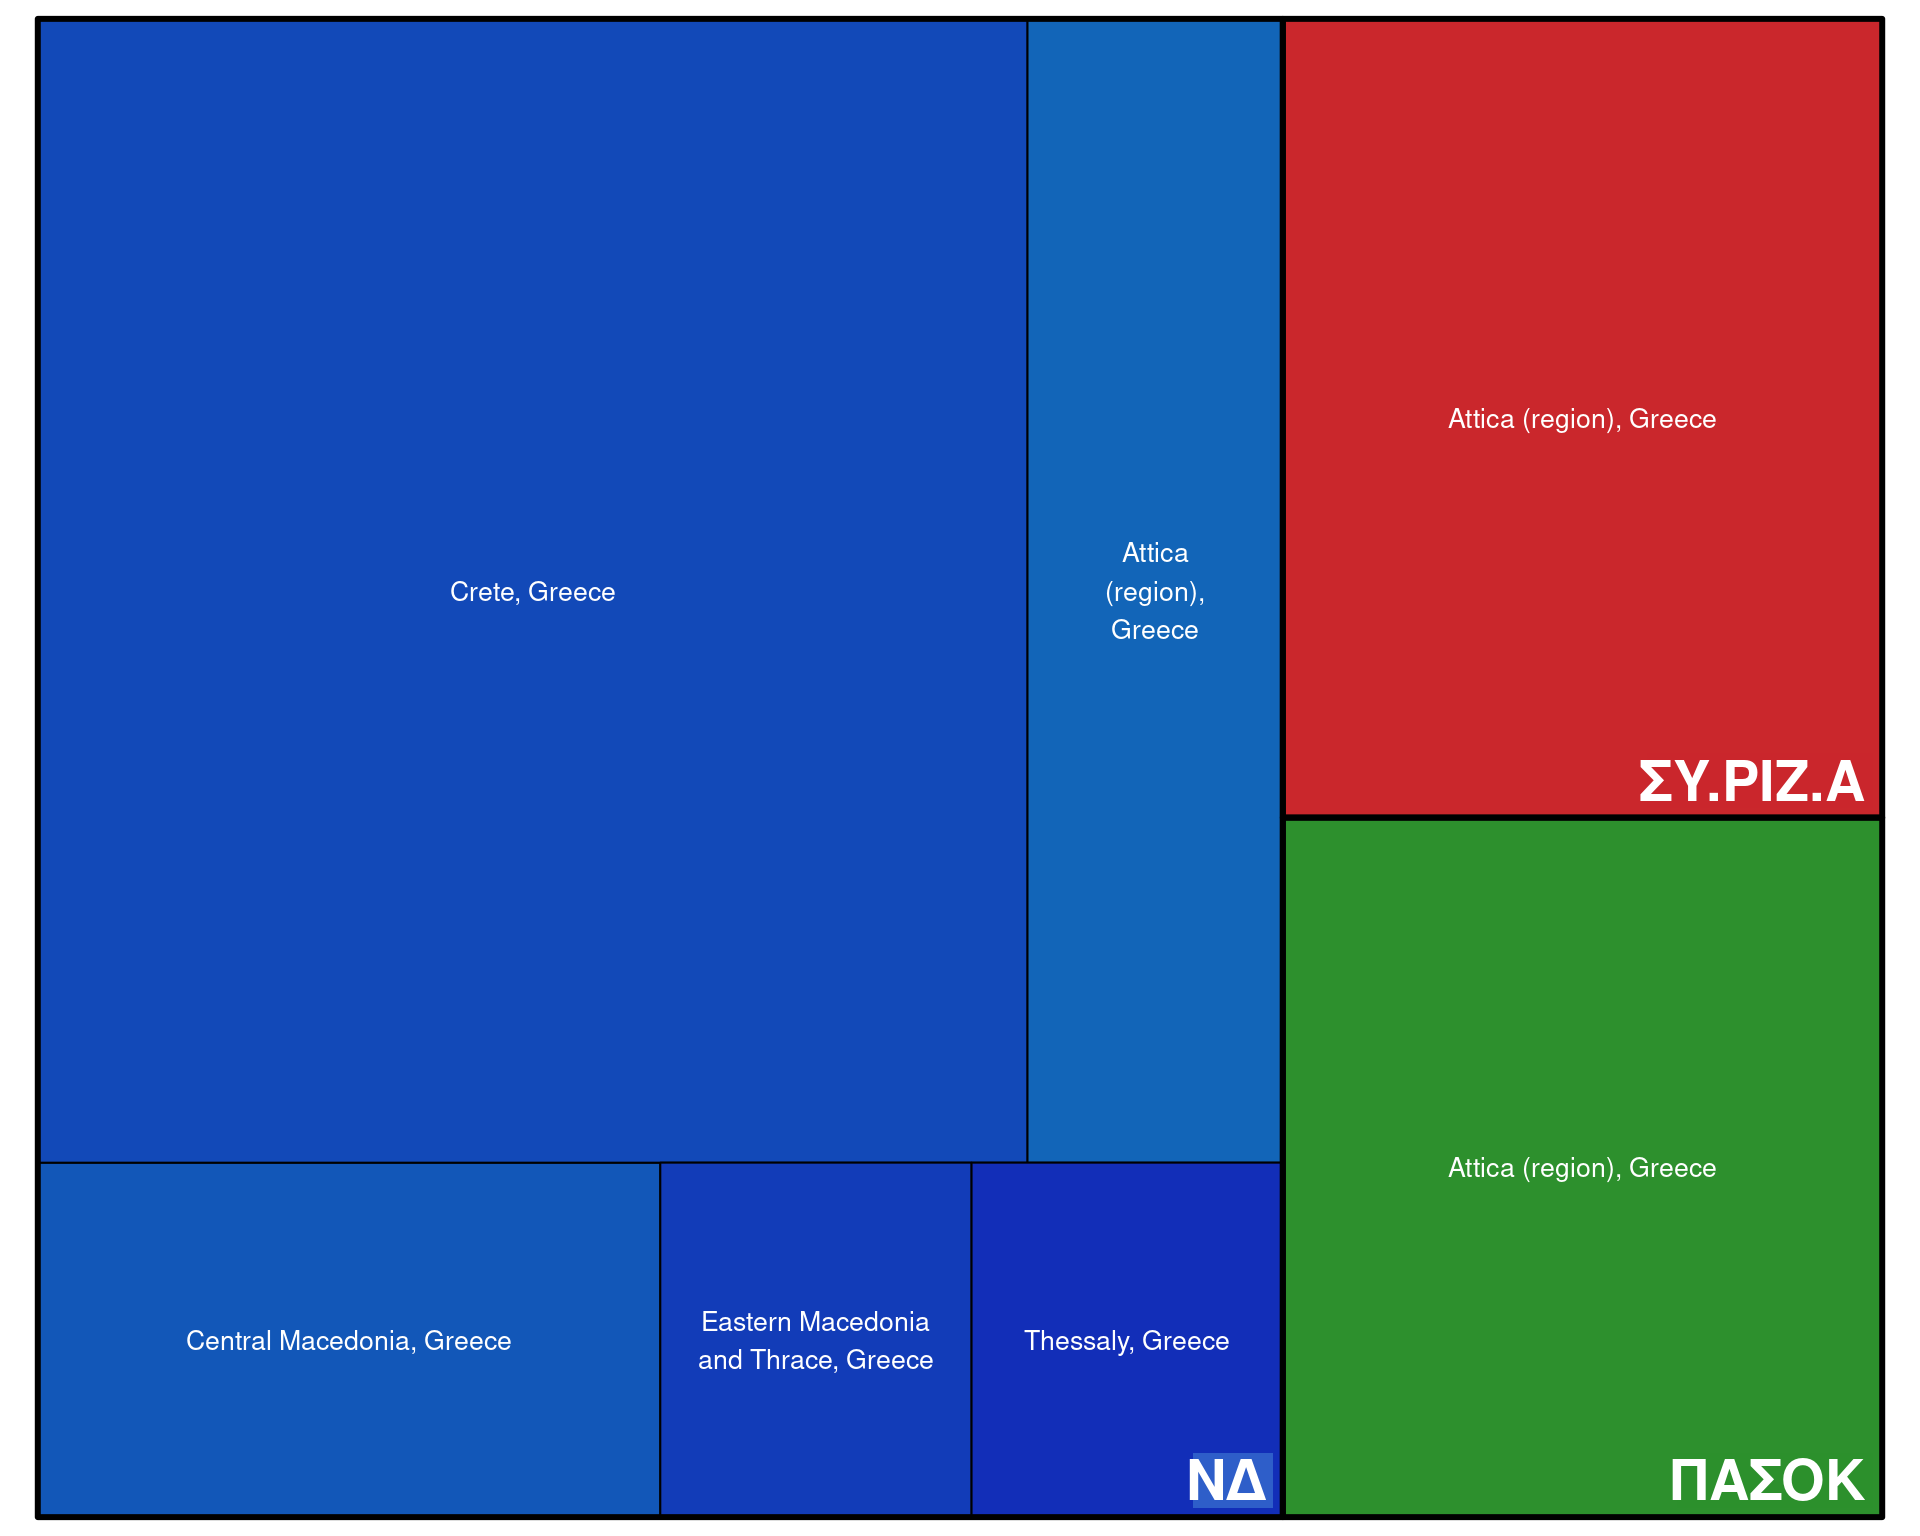 Crete, Greece
Attica
(region),
Greece
Central Macedonia, Greece
Eastern Macedonia
and Thrace, Greece
Thessaly, Greece
ΝΔ
Attica (region), Greece
ΣΥ.ΡΙΖ.Α
Attica (region), Greece
ΠΑΣΟΚ